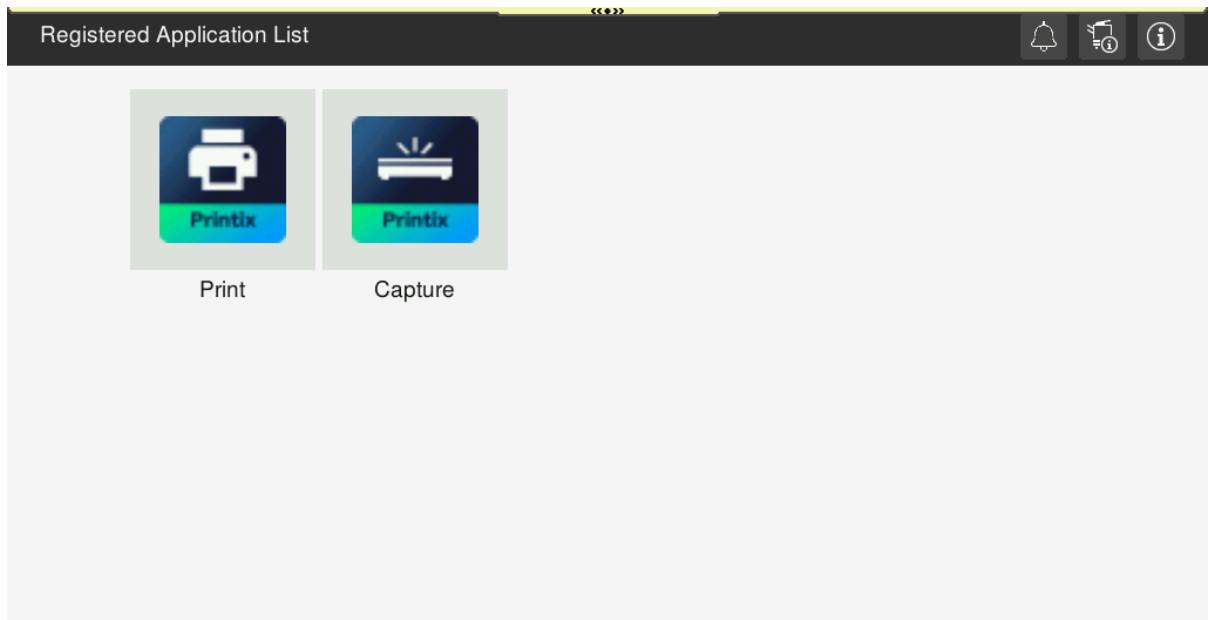 Registered Application List
Printix
Printix
Print
Capture